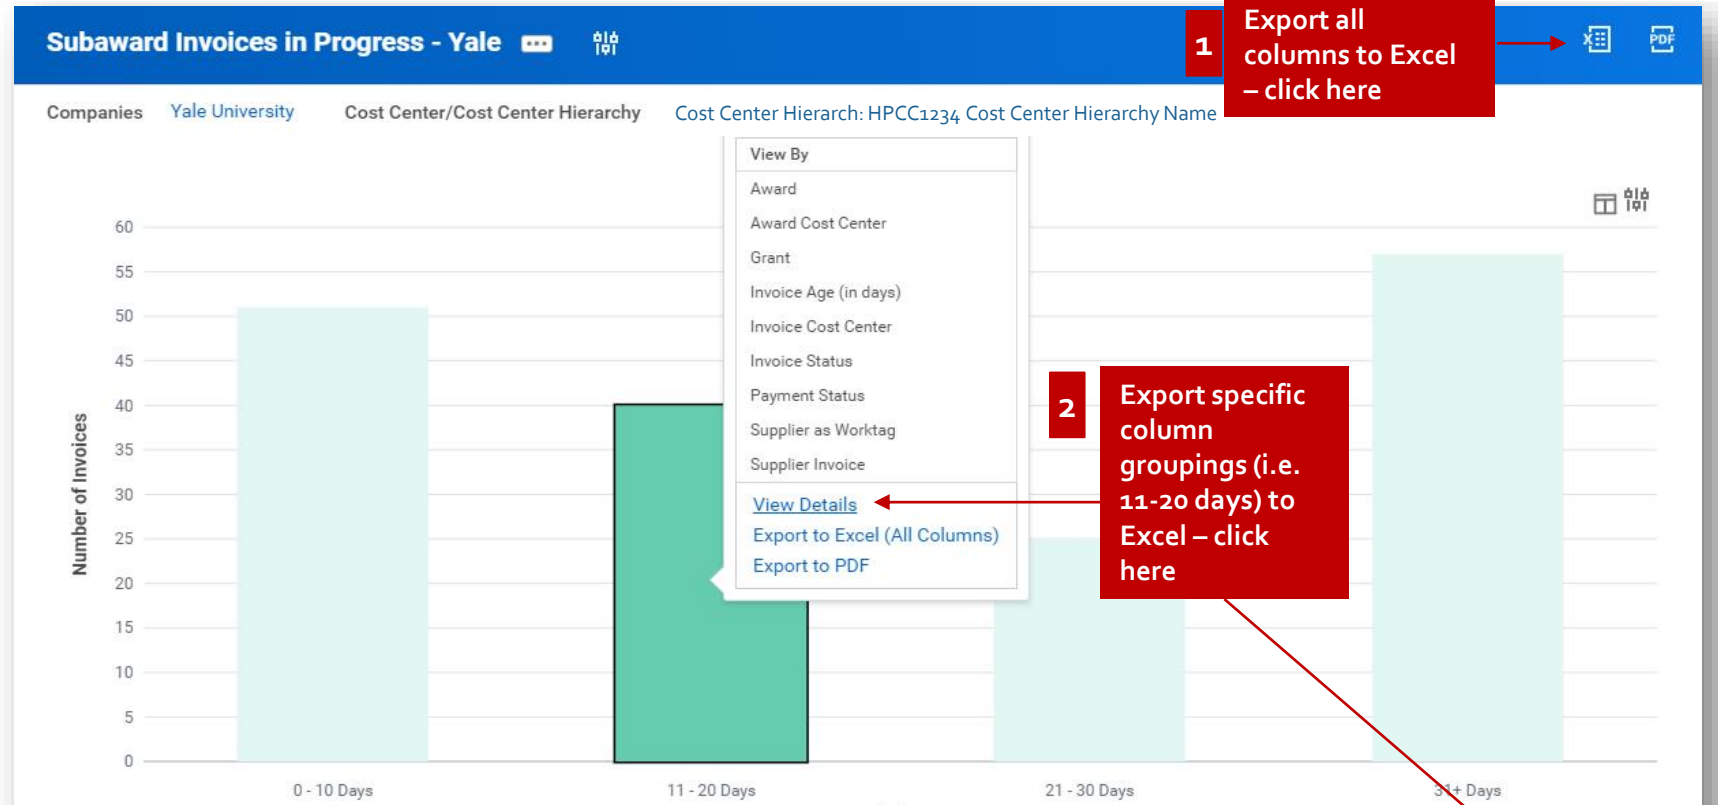 Subaward Invoices in Progress - Yale
1
Export all
columns to Excel
– click here
PDF
Companies
Yale University
Cost Center/Cost Center Hierarchy
Cost Center Hierarch: HPCC1234 Cost Center Hierarchy Name
View By
Award
Award Cost Center
Grant
Invoice Age (in days)
Invoice Cost Center
Invoice Status
Payment Status
Supplier as Worktag
Supplier Invoice
View Details
Export to Excel (All Columns)
Export to PDF
2
Export specific
column
groupings (i.e.
11-20 days) to
Excel – click
here
Number of Invoices
60
55
50
45
40
35
30
25
20
15
10
5
0
0 - 10 Days
11 - 20 Days
21 - 30 Days
31+ Days